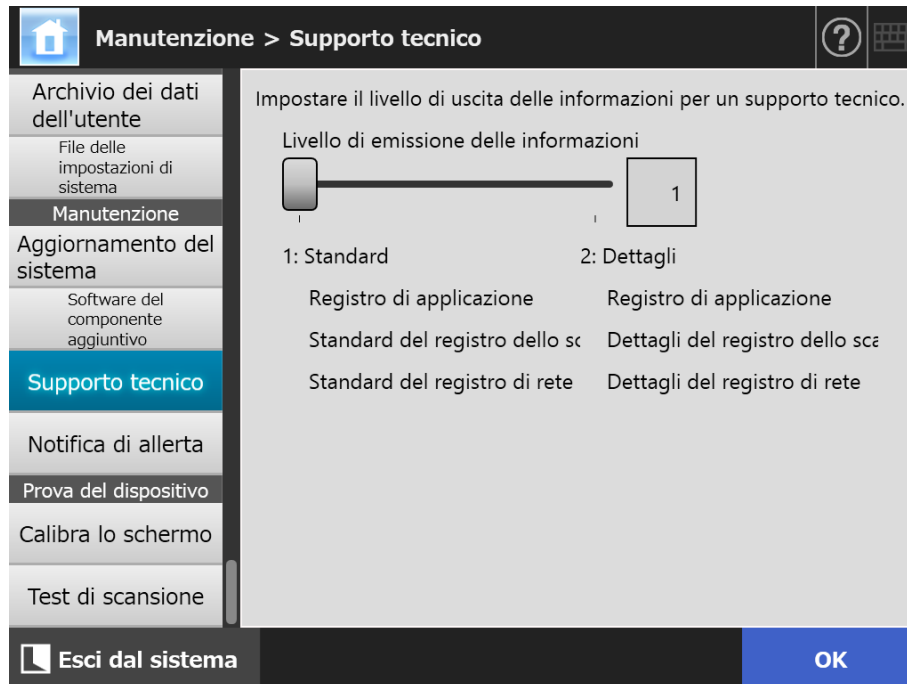 Manutenzione > Supporto tecnico
?
Archivio dei dati
dell'utente
File delle
impostazioni di
sistema
Manutenzione
Aggiornamento del
sistema
Software del
componente
aggiuntivo
Supporto tecnico
Notifica di allerta
Prova del dispositivo
Calibra lo schermo
Test di scansione
Impostare il livello di uscita delle informazioni per un supporto tecnico.
Livello di emissione delle informazioni
1
1: Standard
2: Dettagli
Registro di applicazione
Registro di applicazione
Standard del registro dello sc
Dettagli del registro dello sca
Standard del registro di rete
Dettagli del registro di rete
Esci dal sistema
OK